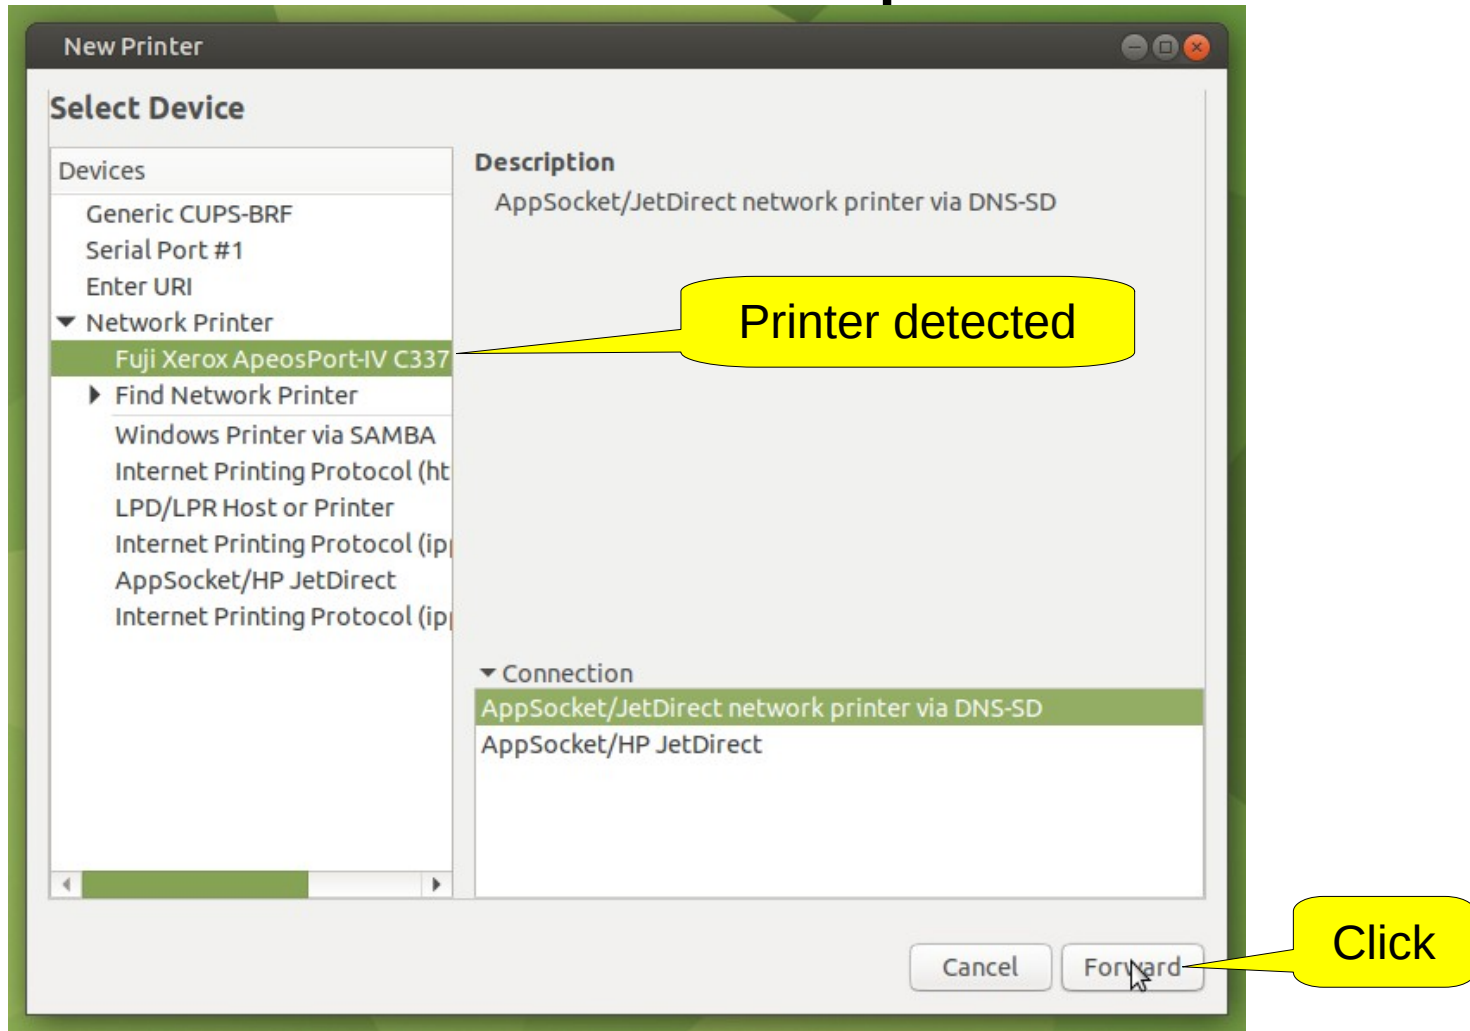 New Printer
Select Device
Devices
Generic CUPS-BRF
Serial Port #1
Enter URI
Network Printer
Fuji Xerox ApeosPort-IV C337
Find Network Printer
Windows Printer via SAMBA
Internet Printing Protocol (ht
LPD/LPR Host or Printer
Internet Printing Protocol (ip
AppSocket/HP JetDirect
Internet Printing Protocol (ip
Description
AppSocket/JetDirect network printer via DNS-SD
Printer detected
Connection
AppSocket/JetDirect network printer via DNS-SD
AppSocket/HP JetDirect
Cancel
Forward
Click